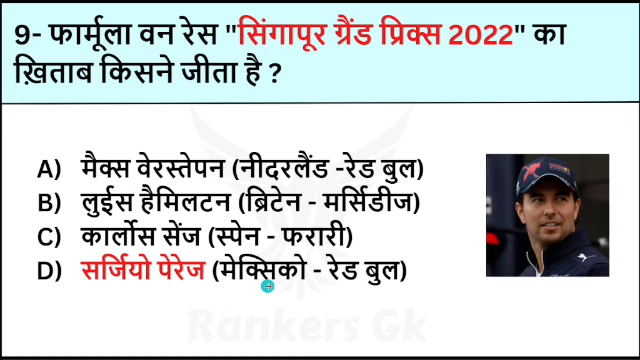 9- फार्मूला वन रेस "सिंगापूर ग्रैंड प्रिक्स 2022" का
ख़िताब किसने जीता है ?
A) मैक्स वेरस्तेपन (नीदरलैंड -रेड बुल)
B) लुईस हैमिलटन (ब्रिटेन - मर्सिडीज)
C) कार्लोस सेंज (स्पेन - फरारी)
D) सर्जियो पेरेज (मेक्सिको - रेड बुल)
Rankers Gk